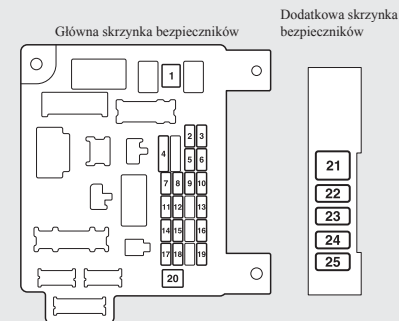 Główna skrzynka bezpieczników
Dodatkowa skrzynka
bezpieczników
1
2 3
4 5 6
7 8 9 10
11 12 13
14 15 16
17 18 19
20
21
22
23
24
25